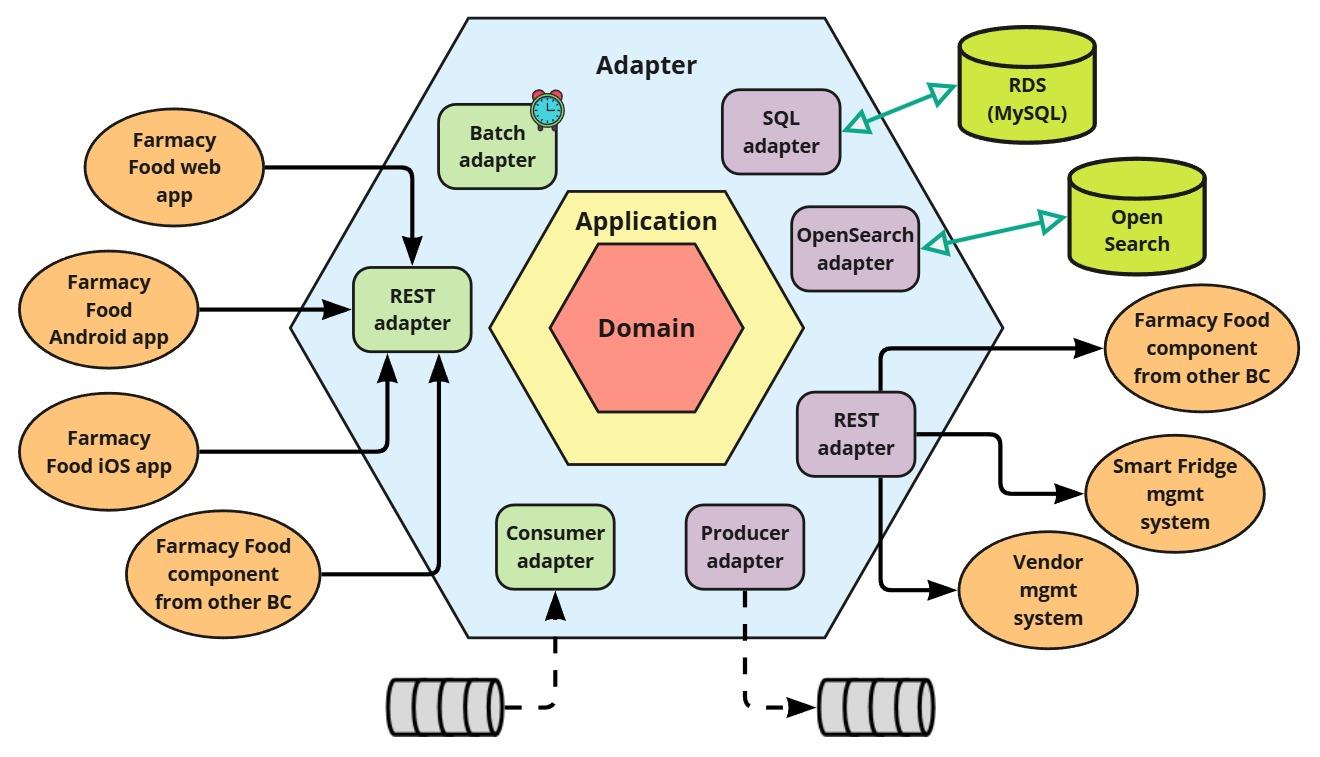 Adapter
RDS
(MySQL)
SQL
adapter
Batch
adapter
Farmacy
Food web
app
Open
Search
Application
OpenSearch
adapter
Farmacy
Food
Android app
REST
adapter
Domain
Farmacy Food
component
from other BC
REST
adapter
Farmacy
Food iOS app
Smart Fridge
mgmt
system
Farmacy Food
component
from other BC
Consumer
adapter
Producer
adapter
Vendor
mgmt
system